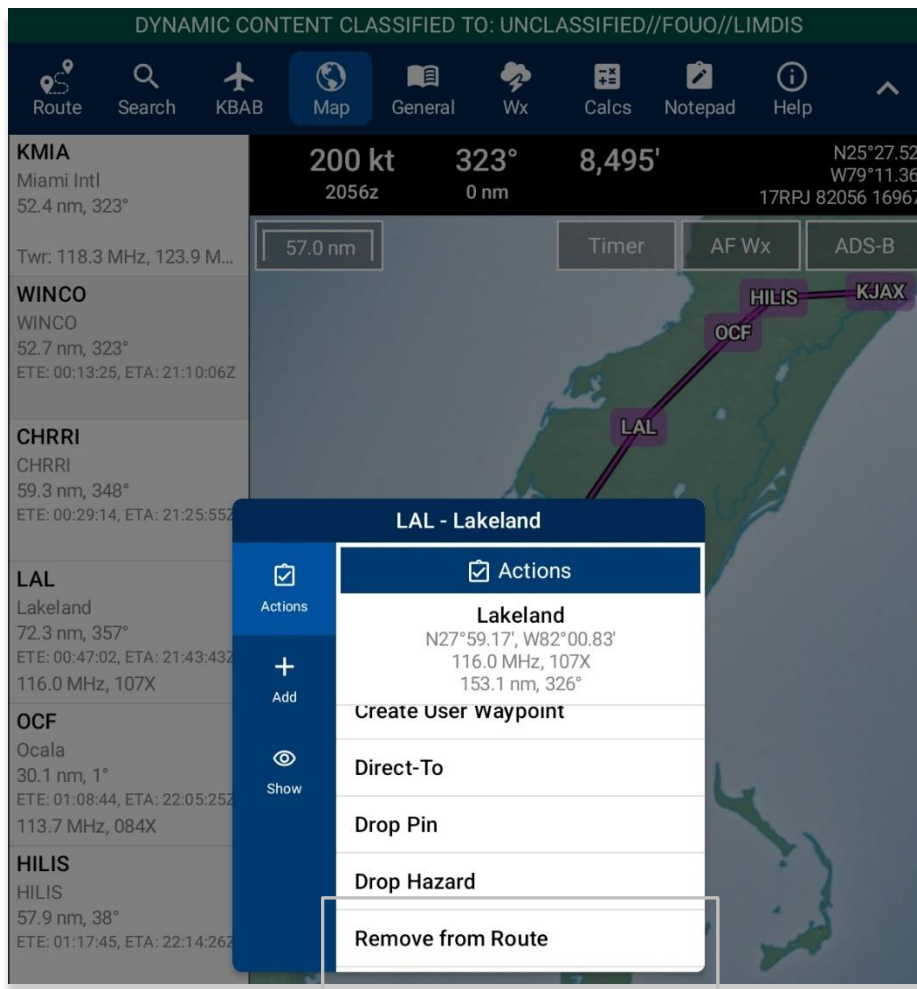 DYNAMIC CONTENT CLASSIFIED TO: UNCLASSIFIED//FOUO//LIMDIS
Route
Search
KBAB
Map
General
Wx
Calcs
Notepad
Help
KMIA
Miami Intl
52.4 nm, 323°
Twr: 118.3 MHz, 123.9 M...
WINCO
WINCO
52.7 nm, 323°
ETE: 00:13:25, ETA: 21:10:06Z
CHRRI
CHRRI
59.3 nm, 348°
ETE: 00:29:14, ETA: 21:25:55Z
LAL
Lakeland
72.3 nm, 357°
ETE: 00:47:02, ETA: 21:43:43Z
116.0 MHz, 107X
OCF
Ocala
30.1 nm, 1°
ETE: 01:08:44, ETA: 22:05:25Z
113.7 MHz, 084X
HILIS
HILIS
57.9 nm, 38°
ETE: 01:17:45, ETA: 22:14:26Z
200 kt
2056z
323°
0 nm
8,495'
N25°27.52
W79°11.36
17RPJ 82056 16967
57.0 nm
Timer
AF Wx
ADS-B
HILIS
KJAX
OCF
LAL
LAL - Lakeland
Actions
Add
Show
Actions
Lakeland
N27°59.17', W82°00.83'
116.0 MHz, 107X
153.1 nm, 326°
Create User Waypoint
Direct-To
Drop Pin
Drop Hazard
Remove from Route